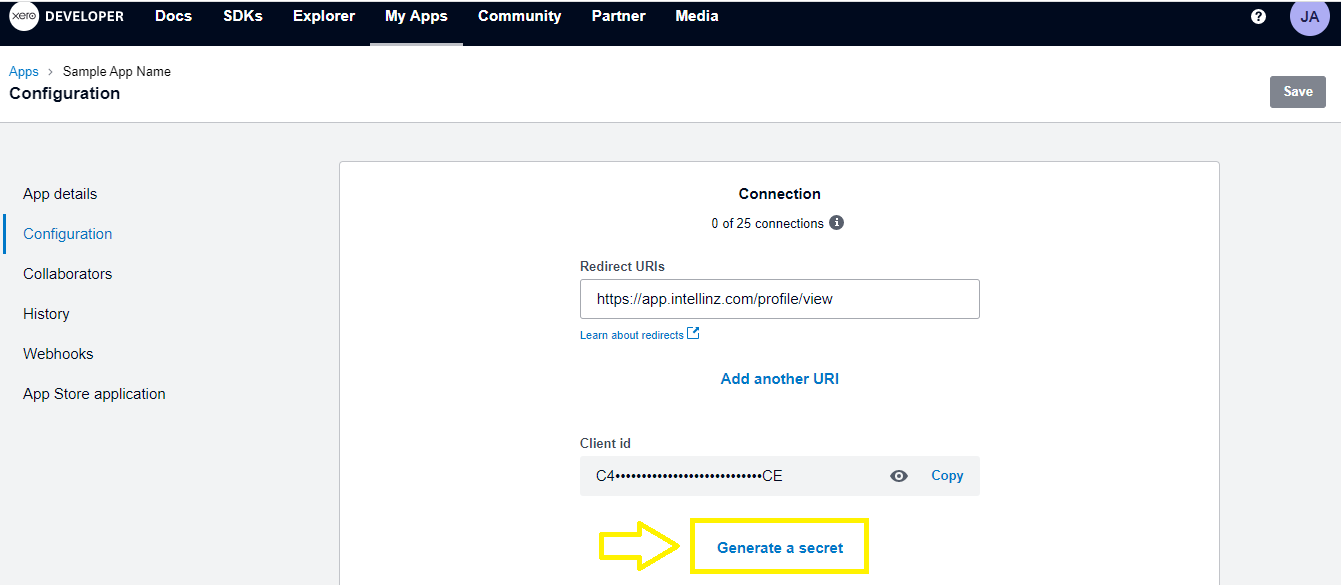 xero DEVELOPER Docs SDKs Explorer My Apps Community Partner Media ? JA
Apps › Sample App Name
Configuration
Save
App details
Configuration
Collaborators
History
Webhooks
App Store application
Connection
0 of 25 connections i
Redirect URIs
https://app.intellinz.com/profile/view
Learn about redirects
Add another URI
Client id
C4••••••••••••••••••••••••••••CE Copy
Generate a secret